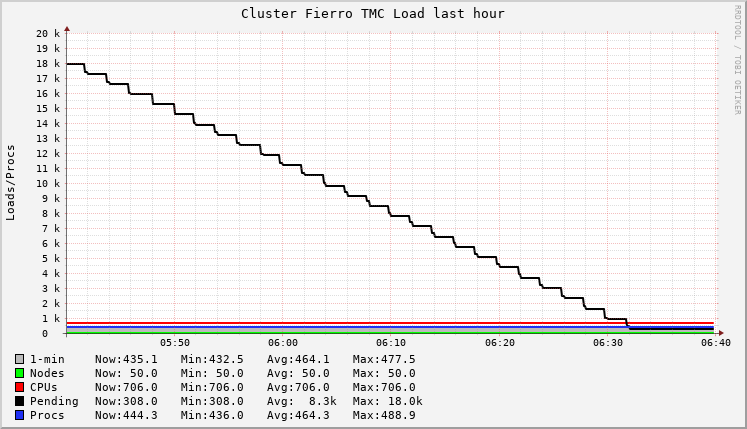 Cluster Fierro TMC Load last hour
RRDTOOL / TOBI OETIKER
Loads/Procs
20 k
19 k
18 k
17 k
16 k
15 k
14 k
13 k
12 k
11 k
10 k
9 k
8 k
7 k
6 k
5 k
4 k
3 k
2 k
1 k
0
05:50 06:00 06:10 06:20 06:30 06:40
1-min Now:435.1 Min:432.5 Avg:464.1 Max:477.5
Nodes Now: 50.0 Min: 50.0 Avg: 50.0 Max: 50.0
CPUs Now:706.0 Min:706.0 Avg:706.0 Max:706.0
Pending Now:308.0 Min:308.0 Avg: 8.3k Max: 18.0k
Procs Now:444.3 Min:436.0 Avg:464.3 Max:488.9